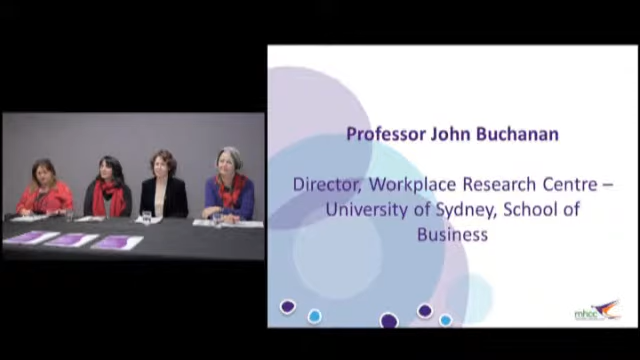 Professor John Buchanan
Director, Workplace Research Centre –
University of Sydney, School of
Business
mhcc